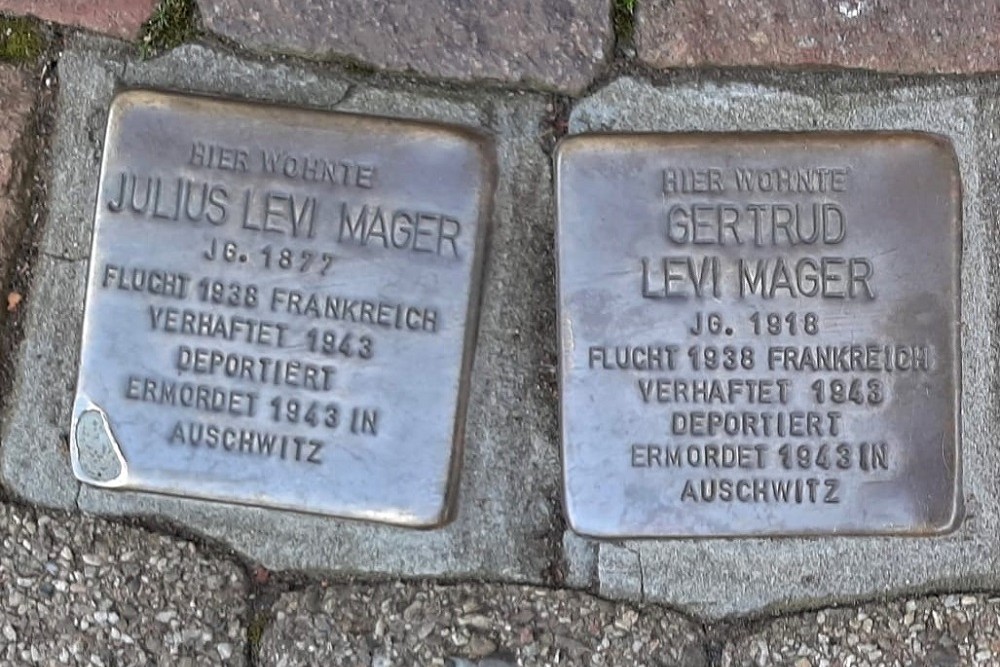 HIER WOHNTE
JULIUS LEVI MAGER
JG. 1877
FLUCHT 1938 FRANKREICH
VERHAFTET 1943
DEPORTIERT
ERMORDET 1943 IN
AUSCHWITZ
HIER WOHNTE
GERTRUD
LEVI MAGER
JG. 1918
FLUCHT 1938 FRANKREICH
VERHAFTET 1943
DEPORTIERT
ERMORDET 1943 IN
AUSCHWITZ